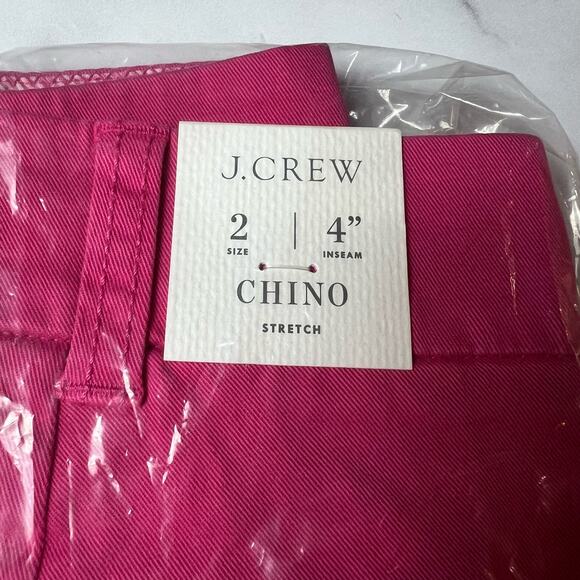 J.CREW
2 | 4”
SIZE INSEAM
CHINO
STRETCH